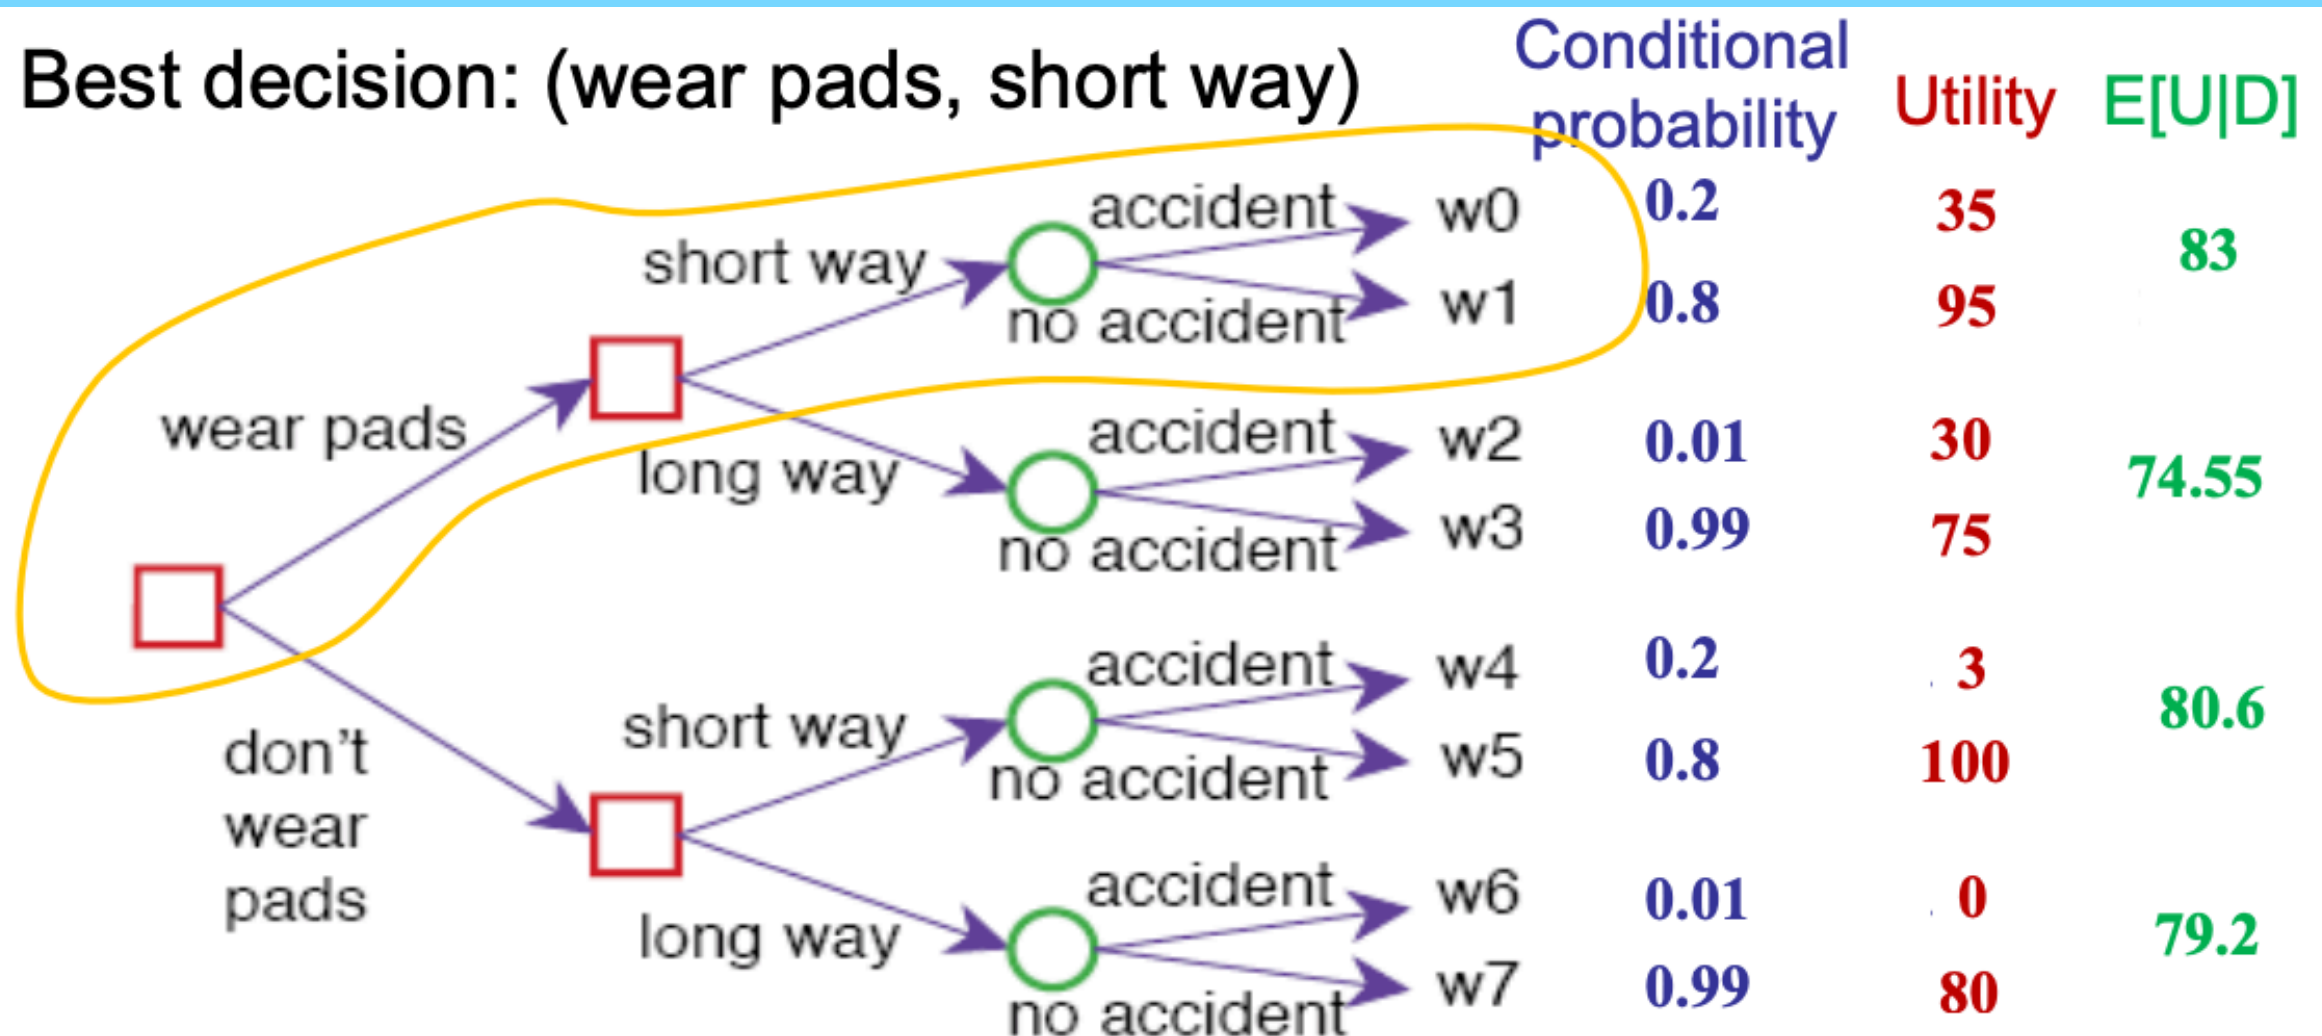 Best decision: (wear pads, short way)
Conditional
probability
Utility
E[U|D]
accident
w0
0.2
35
short way
83
no accident
w1
0.8
95
wear pads
accident
w2
0.01
30
long way
74.55
no accident
w3
0.99
75
accident
w4
0.2
3
short way
80.6
no accident
w5
0.8
100
don't
wear
pads
accident
w6
0.01
0
long way
79.2
no accident
w7
0.99
80